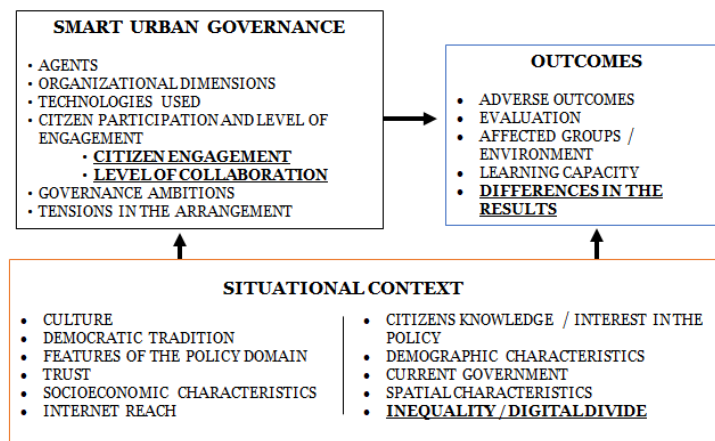 SMART URBAN GOVERNANCE
• AGENTS
• ORGANIZATIONAL DIMENSIONS
• TECHNOLOGIES USED
• CITZEN PARTICIPATION AND LEVEL OF
ENGAGEMENT
• CITIZEN ENGAGEMENT
• LEVEL OF COLLABORATION
• GOVERNANCE AMBITIONS
• TENSIONS IN THE ARRANGEMENT
OUTCOMES
• ADVERSE OUTCOMES
• EVALUATION
• AFFECTED GROUPS /
ENVIRONMENT
• LEARNING CAPACITY
• DIFFERENCES IN THE
RESULTS
SITUATIONAL CONTEXT
• CULTURE
• DEMOCRATIC TRADITION
• FEATURES OF THE POLICY DOMAIN
• TRUST
• SOCIOECONOMIC CHARACTERISTICS
• INTERNET REACH
• CITIZENS KNOWLEDGE / INTEREST IN THE
POLICY
• DEMOGRAPHIC CHARACTERISTICS
• CURRENT GOVERNMENT
• SPATIAL CHARACTERISTICS
• INEQUALITY / DIGITAL DIVIDE